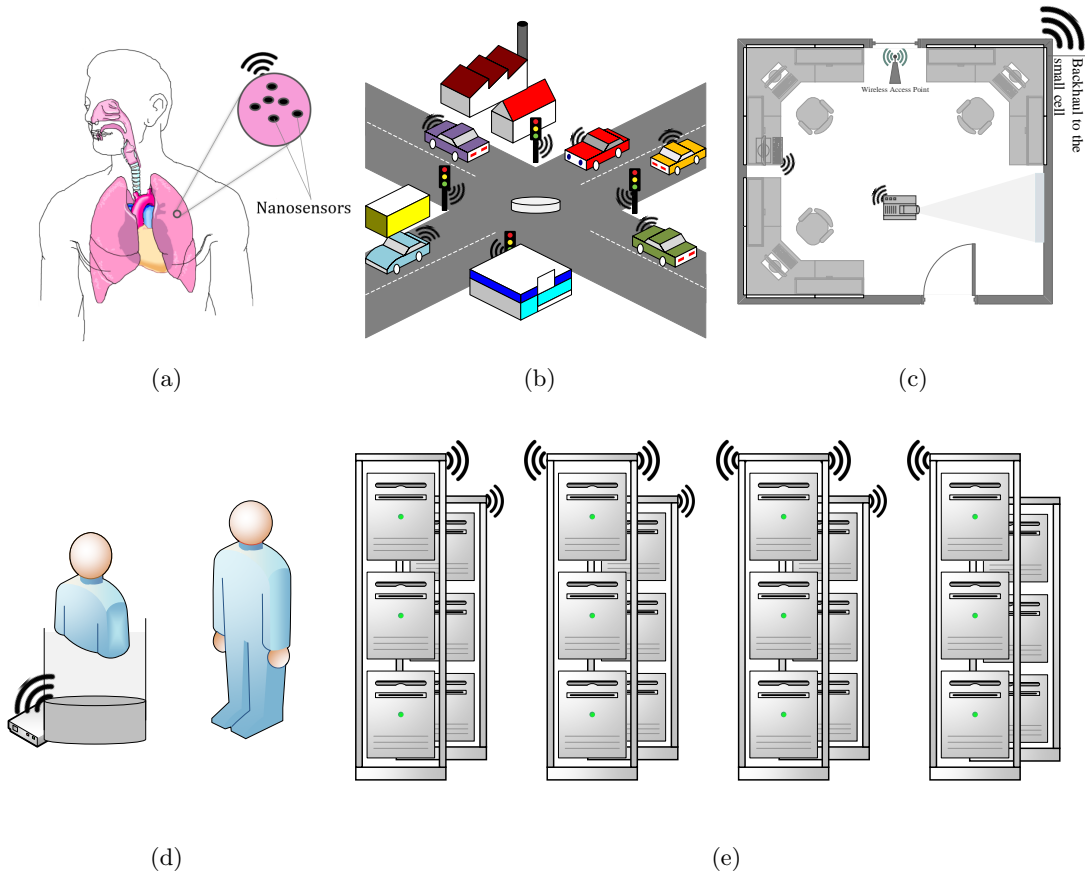 Nanosensors
Wireless Access Point
Backhaul to the
small cell
(a)
(b)
(c)
(d)
(e)